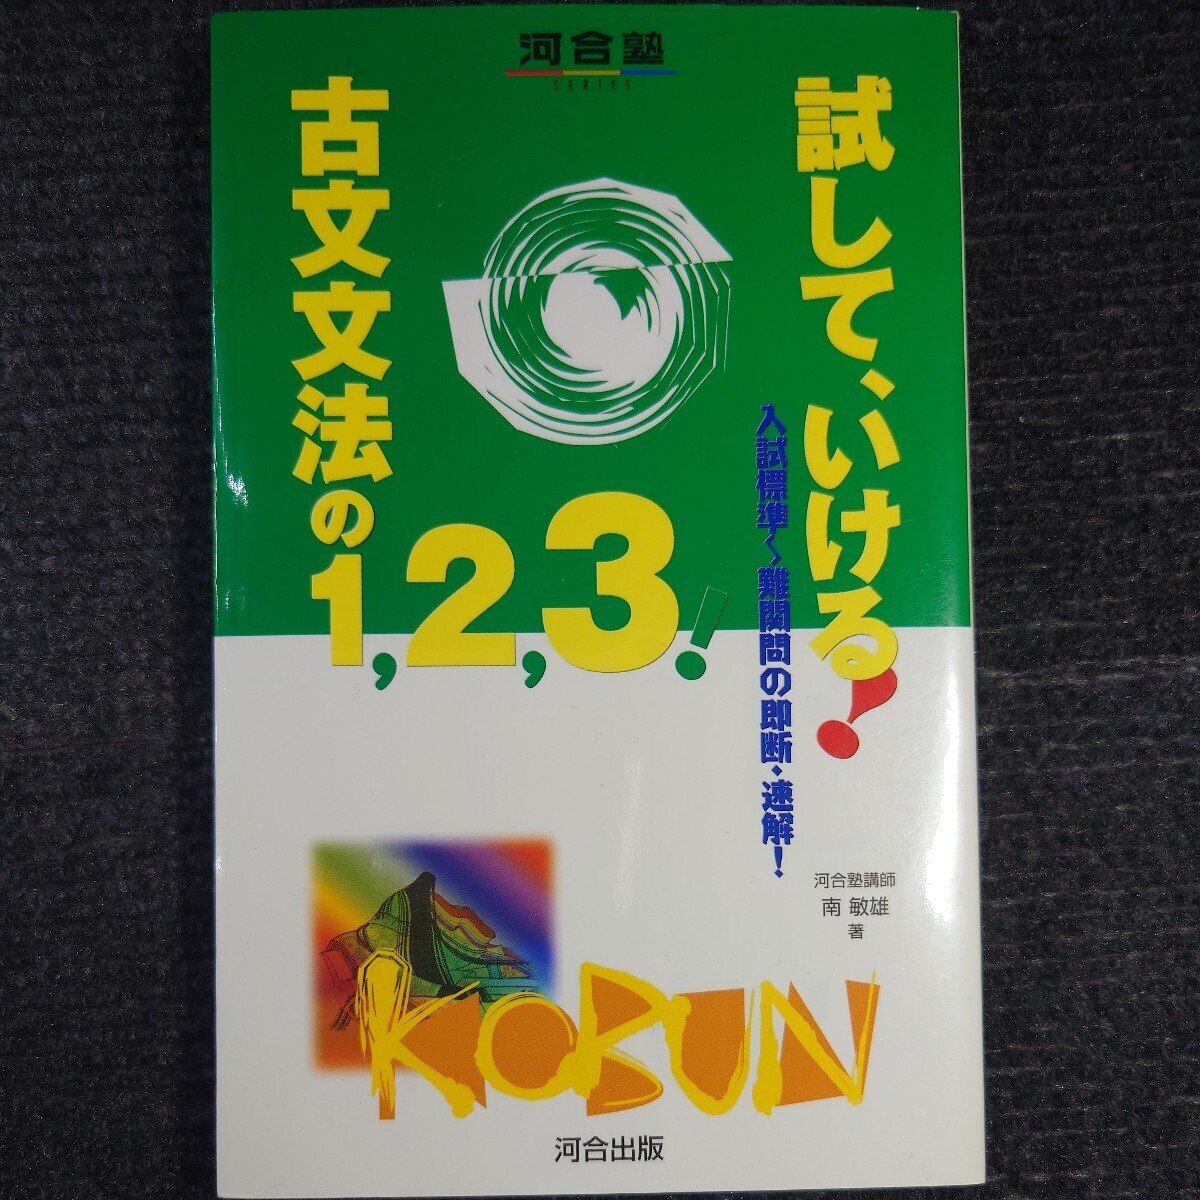 河合塾
SERIES
試して、いける!
入試標準〜難関問の即断・速解!
古文文法の1,2,3!
河合塾講師
南 敏雄
著
KOBUN
河合出版